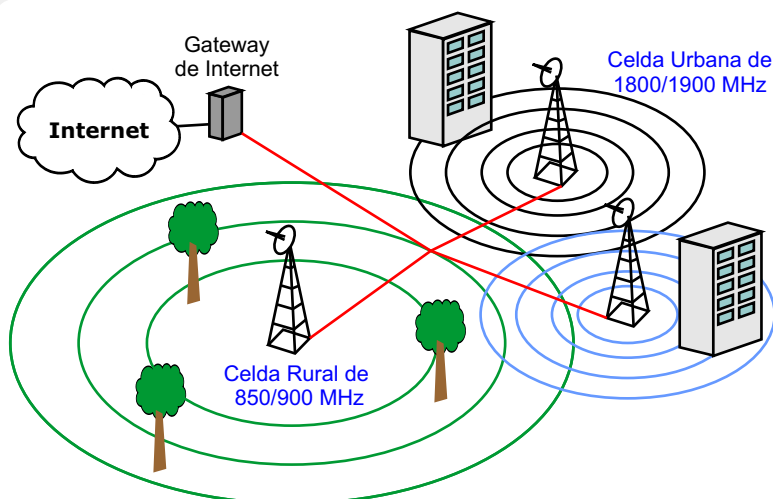 Gateway
de Internet
Internet
Celda Urbana de
1800/1900 MHz
Celda Rural de
850/900 MHz